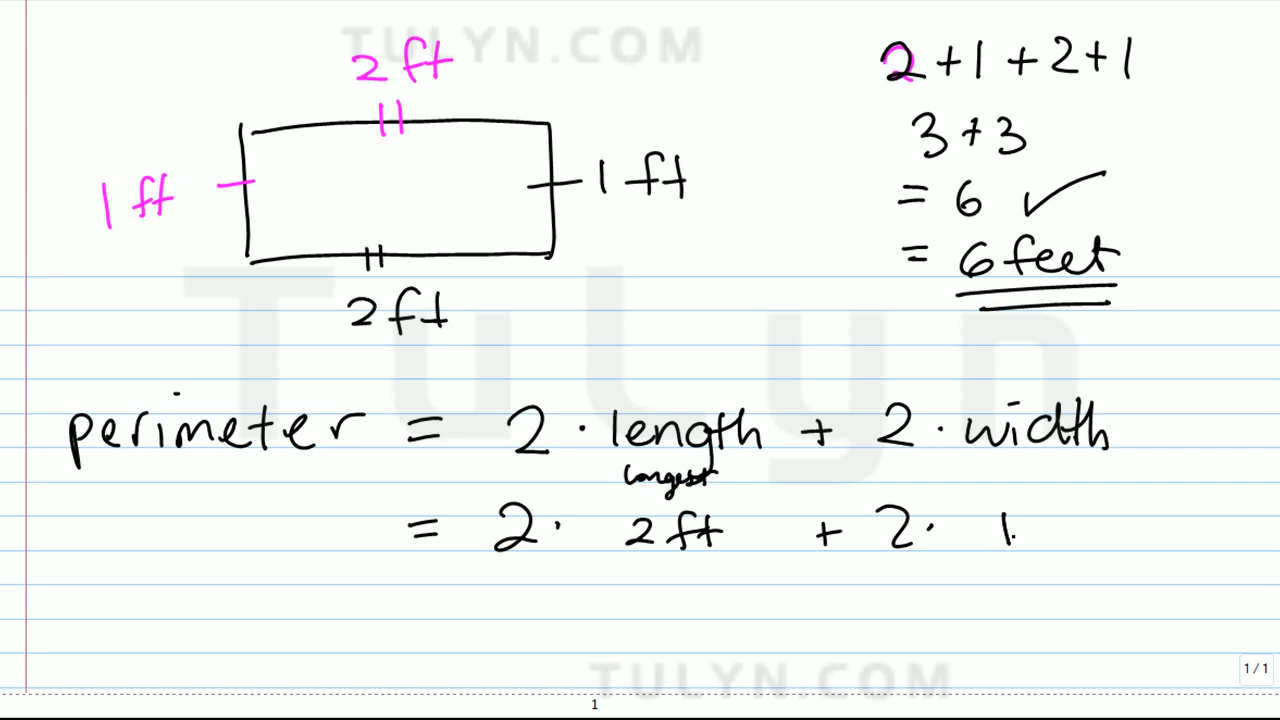 TULYN.COM
2 ft
1 ft
1 ft
2 ft
2 + 1 + 2 + 1
3 + 3
= 6 ✓
= 6 feet
TuLyn
perimeter = 2 · length + 2 · width
longest
= 2 · 2 ft + 2 · 1
TULYN.COM
1 / 1
1